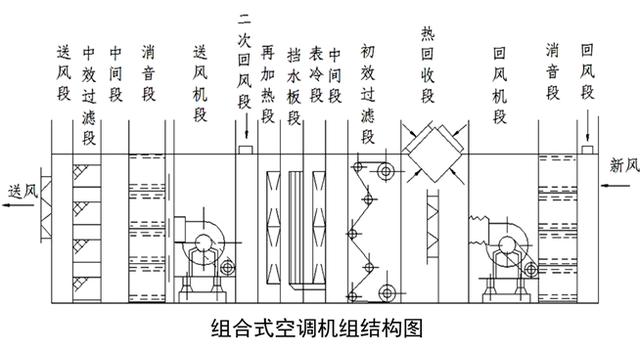 送风段
中效过滤段
中间段
消音段
送风机段
二次回风段
再加热段
挡水板段
表冷段
中间段
初效过滤段
热回收段
回风机段
消音段
回风段
送风
新风
组合式空调机组结构图